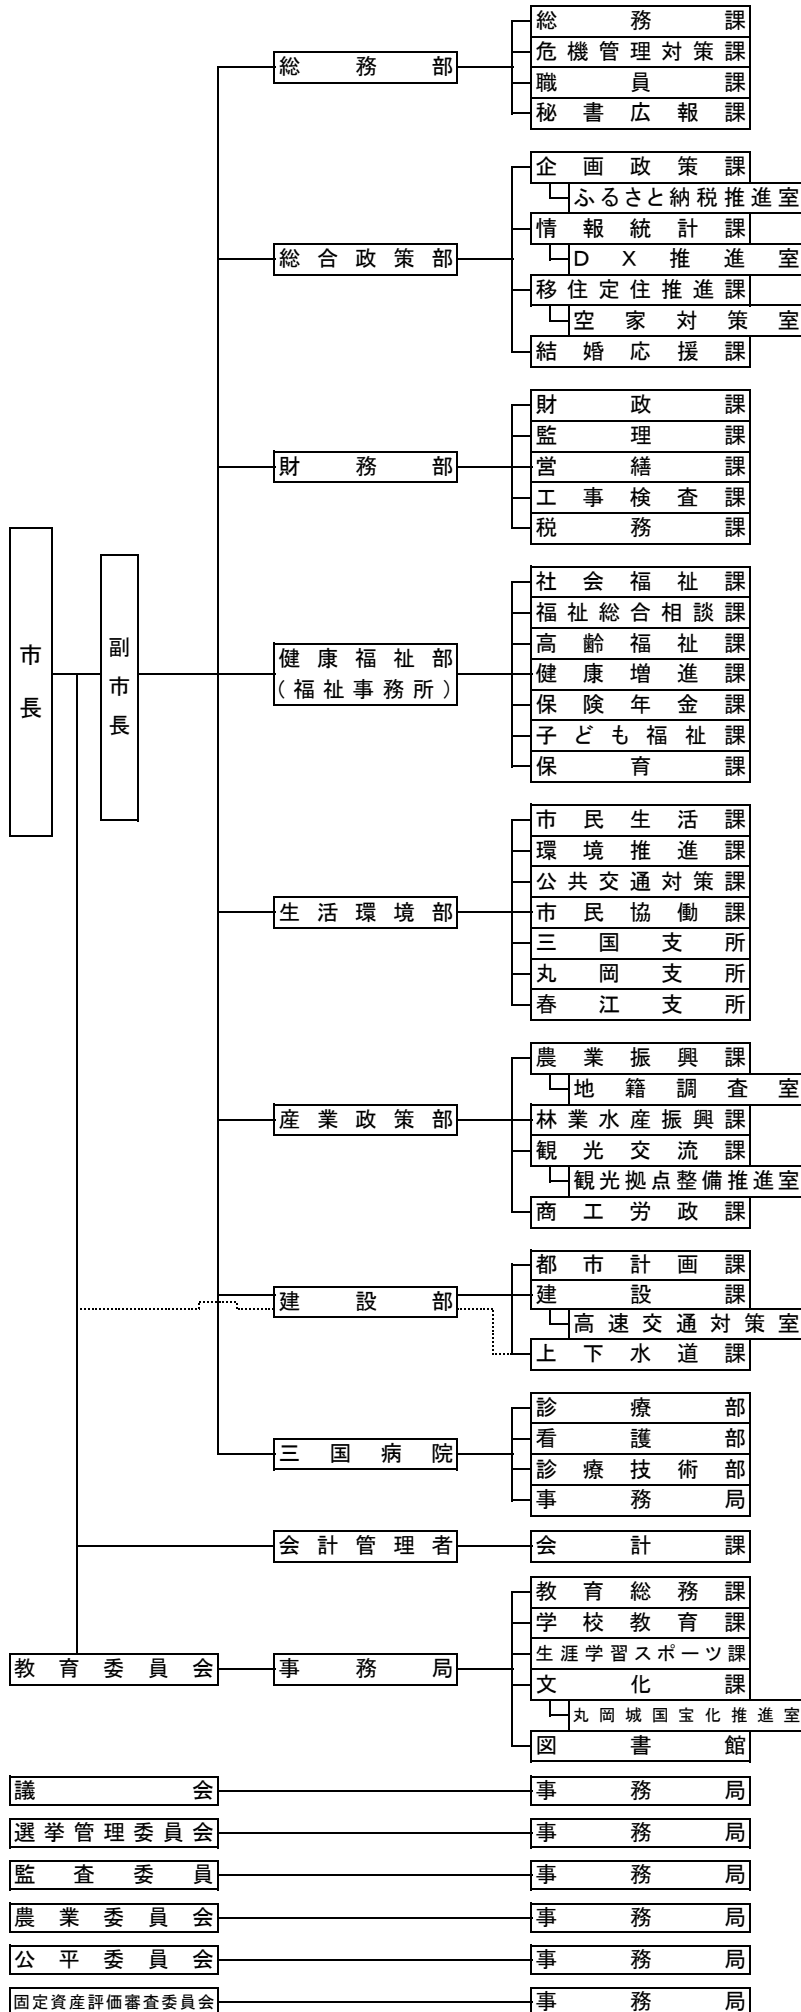 市長
副市長
総務部
総務課
危機管理対策課
職員課
秘書広報課
総合政策部
企画政策課
ふるさと納税推進室
情報統計課
DX推進室
移住定住推進課
空家対策室
結婚応援課
財務部
財政課
監理課
営繕課
工事検査課
税務課
健康福祉部
(福祉事務所)
社会福祉課
福祉総合相談課
高齢福祉課
健康増進課
保険年金課
子ども福祉課
保育課
生活環境部
市民生活課
環境推進課
公共交通対策課
市民協働課
三国支所
丸岡支所
春江支所
産業政策部
農業振興課
地籍調査室
林業水産振興課
観光交流課
観光拠点整備推進室
商工労政課
建設部
都市計画課
建設課
高速交通対策室
上下水道課
三国病院
診療部
看護部
診療技術部
事務局
会計管理者
会計課
教育委員会
事務局
教育総務課
学校教育課
生涯学習スポーツ課
文化課
丸岡城国宝化推進室
図書館
議会
事務局
選挙管理委員会
事務局
監査委員
事務局
農業委員会
事務局
公平委員会
事務局
固定資産評価審査委員会
事務局